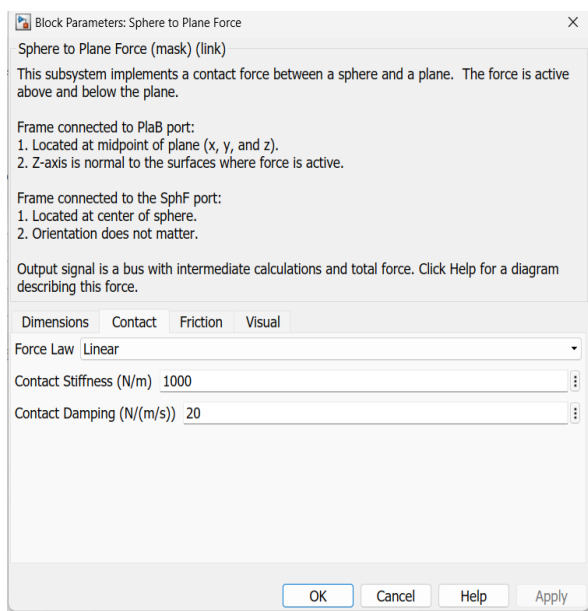 Block Parameters: Sphere to Plane Force
Sphere to Plane Force (mask) (link)
This subsystem implements a contact force between a sphere and a plane.  The force is active
above and below the plane.
Frame connected to PlaB port:
1. Located at midpoint of plane (x, y, and z).
2. Z-axis is normal to the surfaces where force is active.
Frame connected to the SphF port:
1. Located at center of sphere.
2. Orientation does not matter.
Output signal is a bus with intermediate calculations and total force. Click Help for a diagram
describing this force.
Dimensions Contact Friction Visual
Force Law Linear
Contact Stiffness (N/m) 1000
Contact Damping (N/(m/s)) 20
OK Cancel Help Apply